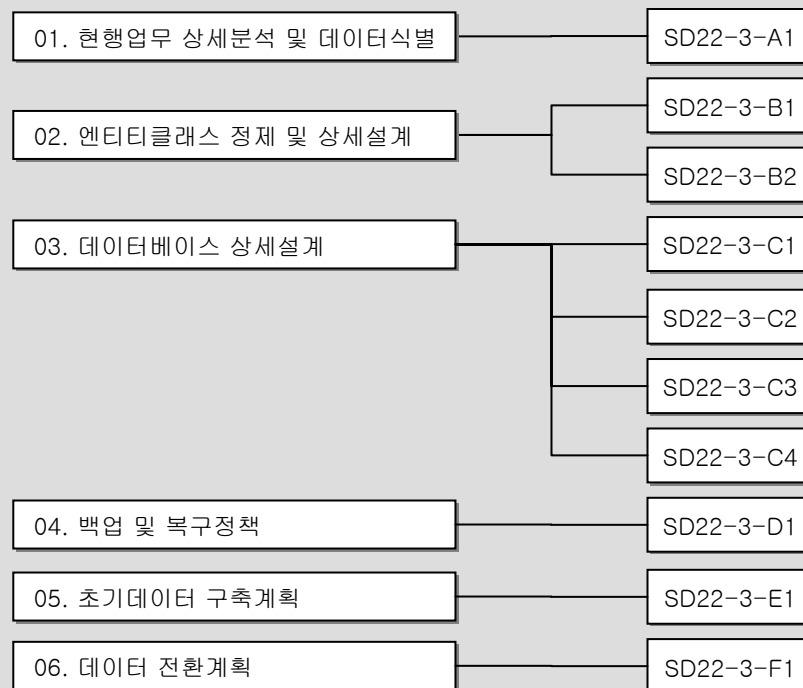 01. 현행업무 상세분석 및 데이터식별
SD22-3-A1
02. 엔티티클래스 정제 및 상세설계
SD22-3-B1
SD22-3-B2
03. 데이터베이스 상세설계
SD22-3-C1
SD22-3-C2
SD22-3-C3
SD22-3-C4
04. 백업 및 복구정책
SD22-3-D1
05. 초기데이터 구축계획
SD22-3-E1
06. 데이터 전환계획
SD22-3-F1